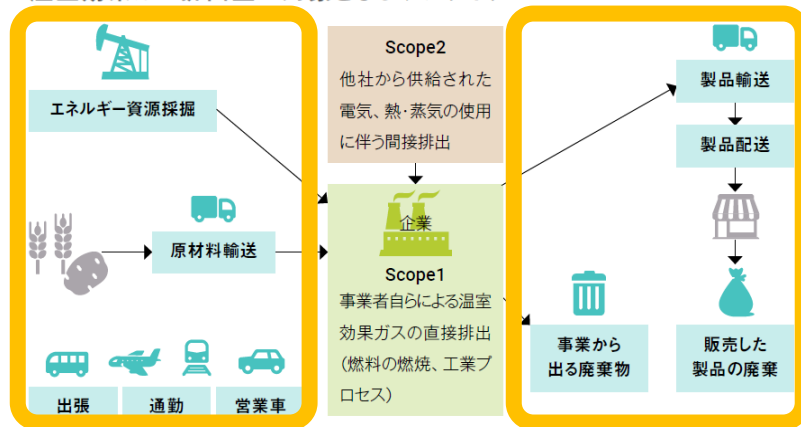 エネルギー資源採掘
原材料輸送
出張
通勤
営業車
Scope2
他社から供給された
電気、熱・蒸気の使用
に伴う間接排出
企業
Scope1
事業者自らによる温室
効果ガスの直接排出
（燃料の燃焼、工業プ
ロセス）
製品輸送
製品配送
事業から
出る廃棄物
販売した
製品の廃棄